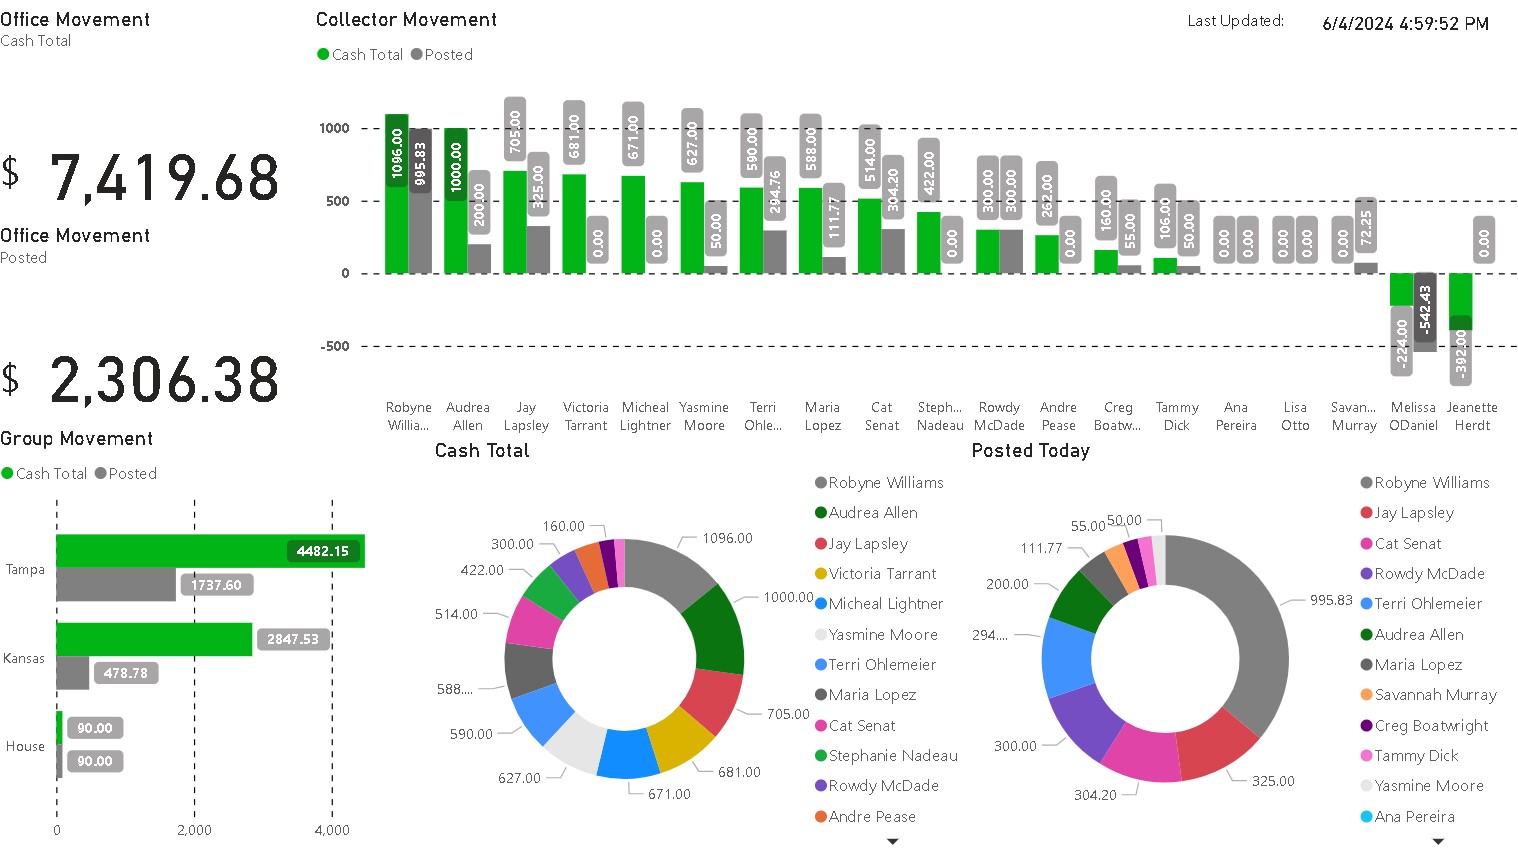 Office Movement
Cash Total
$ 7,419.68
Office Movement
Posted
$ 2,306.38
Collector Movement
Cash Total Posted
Last Updated: 6/4/2024 4:59:52 PM
1000
500
0
-500
1096.00 995.83
1000.00 200.00
705.00 325.00
681.00 0.00
671.00 0.00
627.00 50.00
590.00 294.76
588.00 111.77
514.00 304.20
422.00 0.00
300.00 300.00
262.00 0.00
160.00 55.00
106.00 50.00
0.00 0.00
0.00 0.00
0.00 72.25
-224.00 -542.43
-392.00 0.00
Robyne Willia...
Audrea Allen
Jay Lapsley
Victoria Tarrant
Micheal Lightner
Yasmine Moore
Terri Ohle...
Maria Lopez
Cat Senat
Steph... Nadeau
Rowdy McDade
Andre Pease
Creg Boatw...
Tammy Dick
Ana Pereira
Lisa Otto
Savan... Murray
Melissa ODaniel
Jeanette Herdt
Group Movement
Cash Total Posted
Tampa
4482.15
1737.60
Kansas
2847.53
478.78
House
90.00
90.00
0 2,000 4,000
Cash Total
1096.00
1000.00
705.00
681.00
671.00
627.00
590.00
588....
514.00
422.00
300.00
160.00
Robyne Williams
Audrea Allen
Jay Lapsley
Victoria Tarrant
Micheal Lightner
Yasmine Moore
Terri Ohlemeier
Maria Lopez
Cat Senat
Stephanie Nadeau
Rowdy McDade
Andre Pease
Posted Today
995.83
325.00
304.20
300.00
294....
200.00
111.77
55.00
50.00
Robyne Williams
Jay Lapsley
Cat Senat
Rowdy McDade
Terri Ohlemeier
Audrea Allen
Maria Lopez
Savannah Murray
Creg Boatwright
Tammy Dick
Yasmine Moore
Ana Pereira